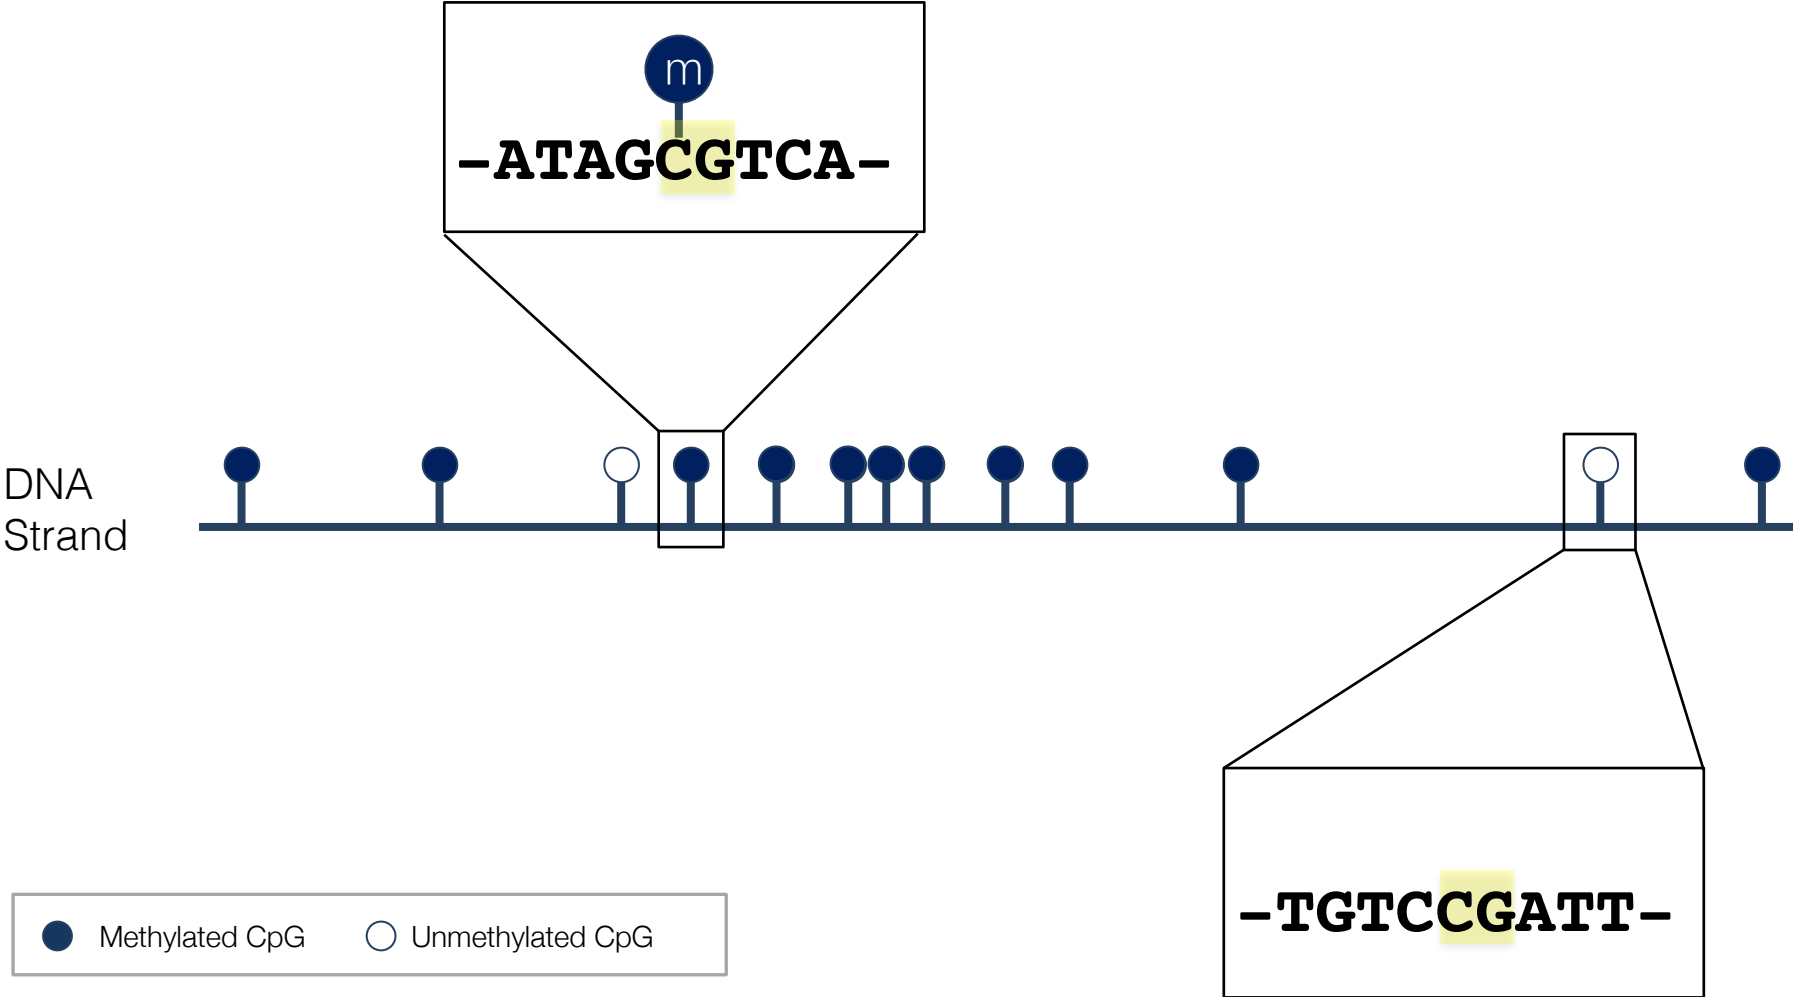 m
–ATAGCGTCA–
DNA
Strand
–TGTCCGATT–
Methylated CpG
Unmethylated CpG